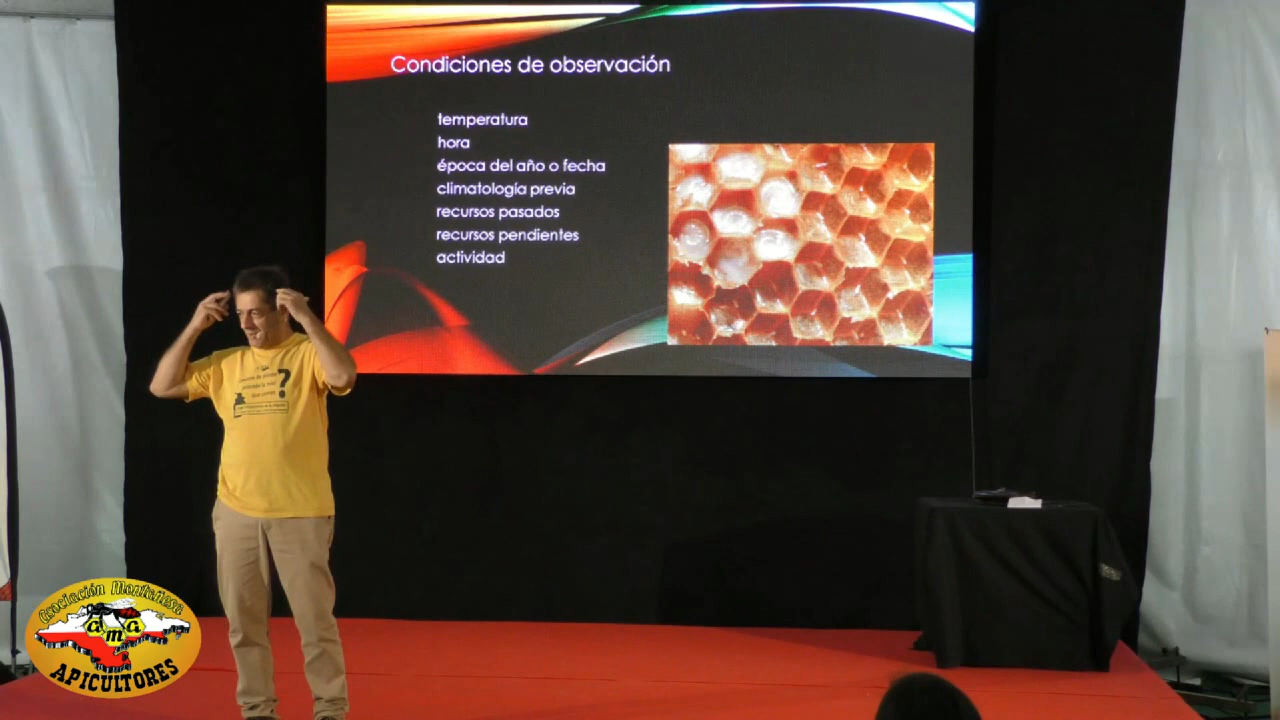 Condiciones de observación
temperatura
hora
época del año o fecha
climatología previa
recursos pasados
recursos pendientes
actividad
?
Asociación Montañesa
a m a
APICULTORES